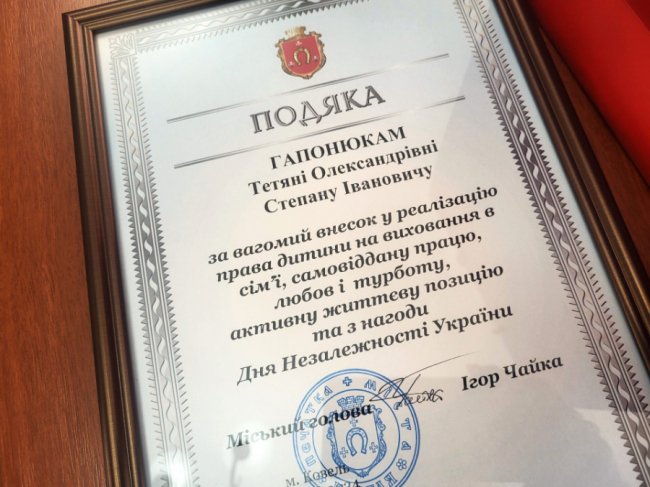 ПОДЯКА
ГАПОНЮКАМ
Тетяні Олександрівні
Степану Івановичу
за вагомий внесок у реалізацію
права дитини на виховання в
сім'ї, самовіддану працю,
любов і турботу,
активну життєву позицію
та з нагоди
Дня Незалежності України
Міський голова Ігор Чайка
м. Ковель